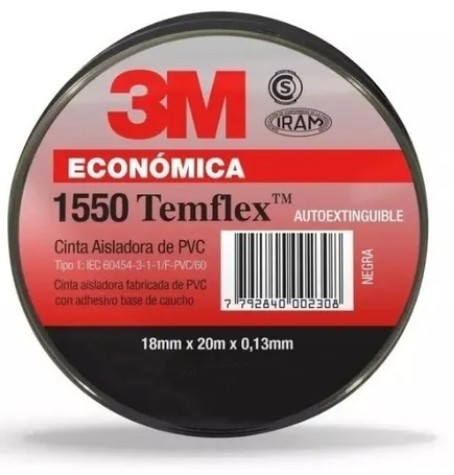 3M
S
IRAM
ECONÓMICA
1550 Temflex™
AUTOEXTINGUIBLE
Cinta Aisladora de PVC
Tipo 1: IEC 60454-3-1-1/F-PVC/60
Cinta aisladora fabricada de PVC
con adhesivo base de caucho
7 792840 002308
NEGRA
18mm x 20m x 0,13mm